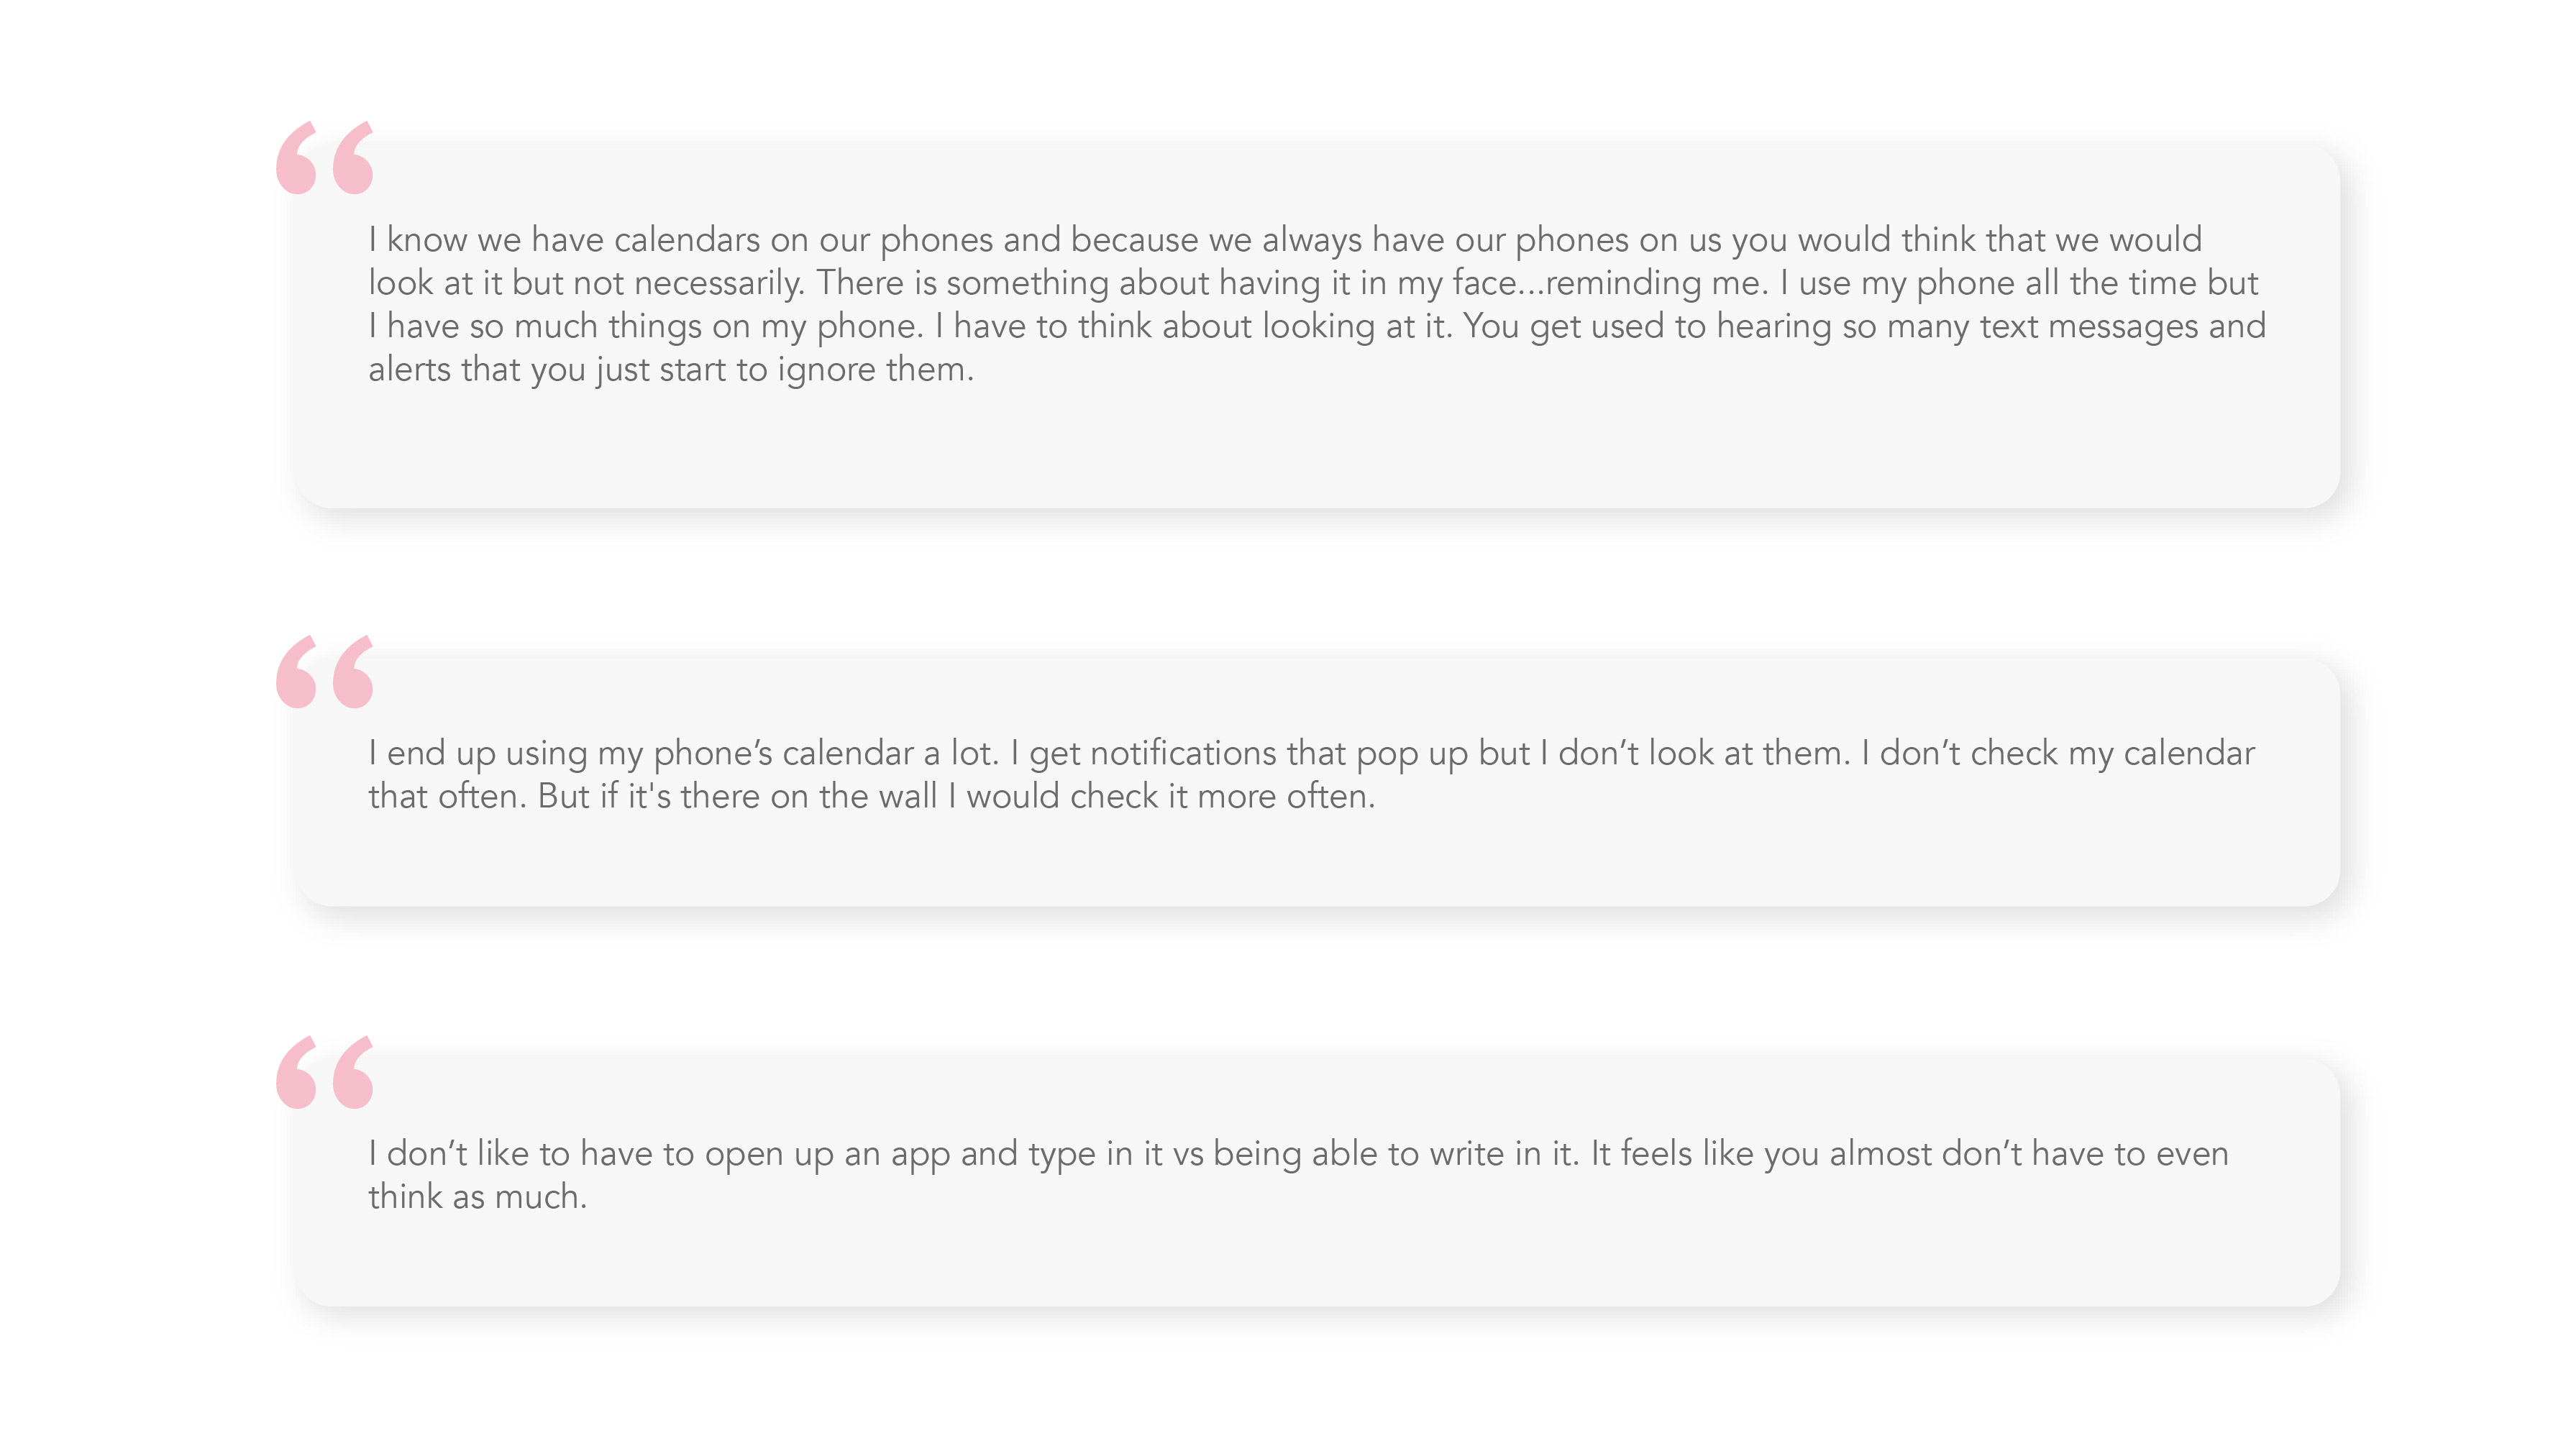 “
I know we have calendars on our phones and because we always have our phones on us you would think that we would
look at it but not necessarily. There is something about having it in my face...reminding me. I use my phone all the time but
I have so much things on my phone. I have to think about looking at it. You get used to hearing so many text messages and
alerts that you just start to ignore them.
“
I end up using my phone’s calendar a lot. I get notifications that pop up but I don’t look at them. I don’t check my calendar
that often. But if it's there on the wall I would check it more often.
“
I don’t like to have to open up an app and type in it vs being able to write in it. It feels like you almost don’t have to even
think as much.